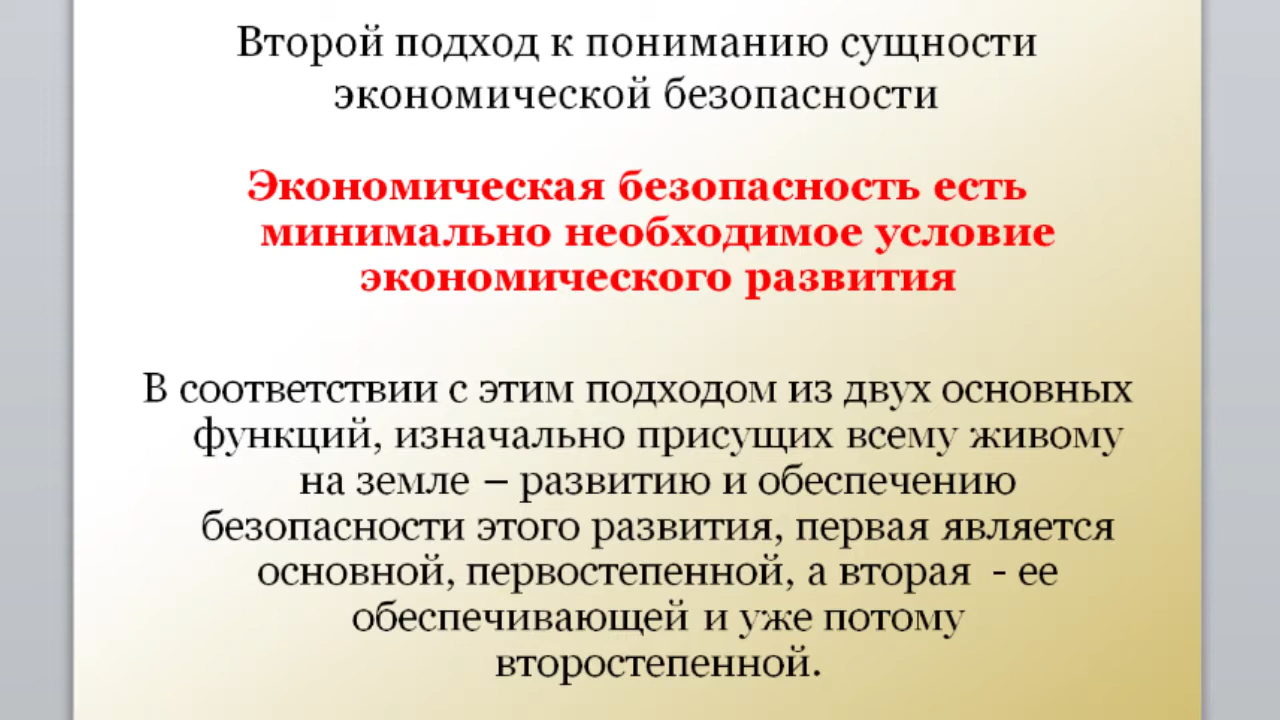 Второй подход к пониманию сущности
экономической безопасности
Экономическая безопасность есть
минимально необходимое условие
экономического развития
В соответствии с этим подходом из двух основных
функций, изначально присущих всему живому
на земле – развитию и обеспечению
безопасности этого развития, первая является
основной, первостепенной, а вторая - ее
обеспечивающей и уже потому
второстепенной.